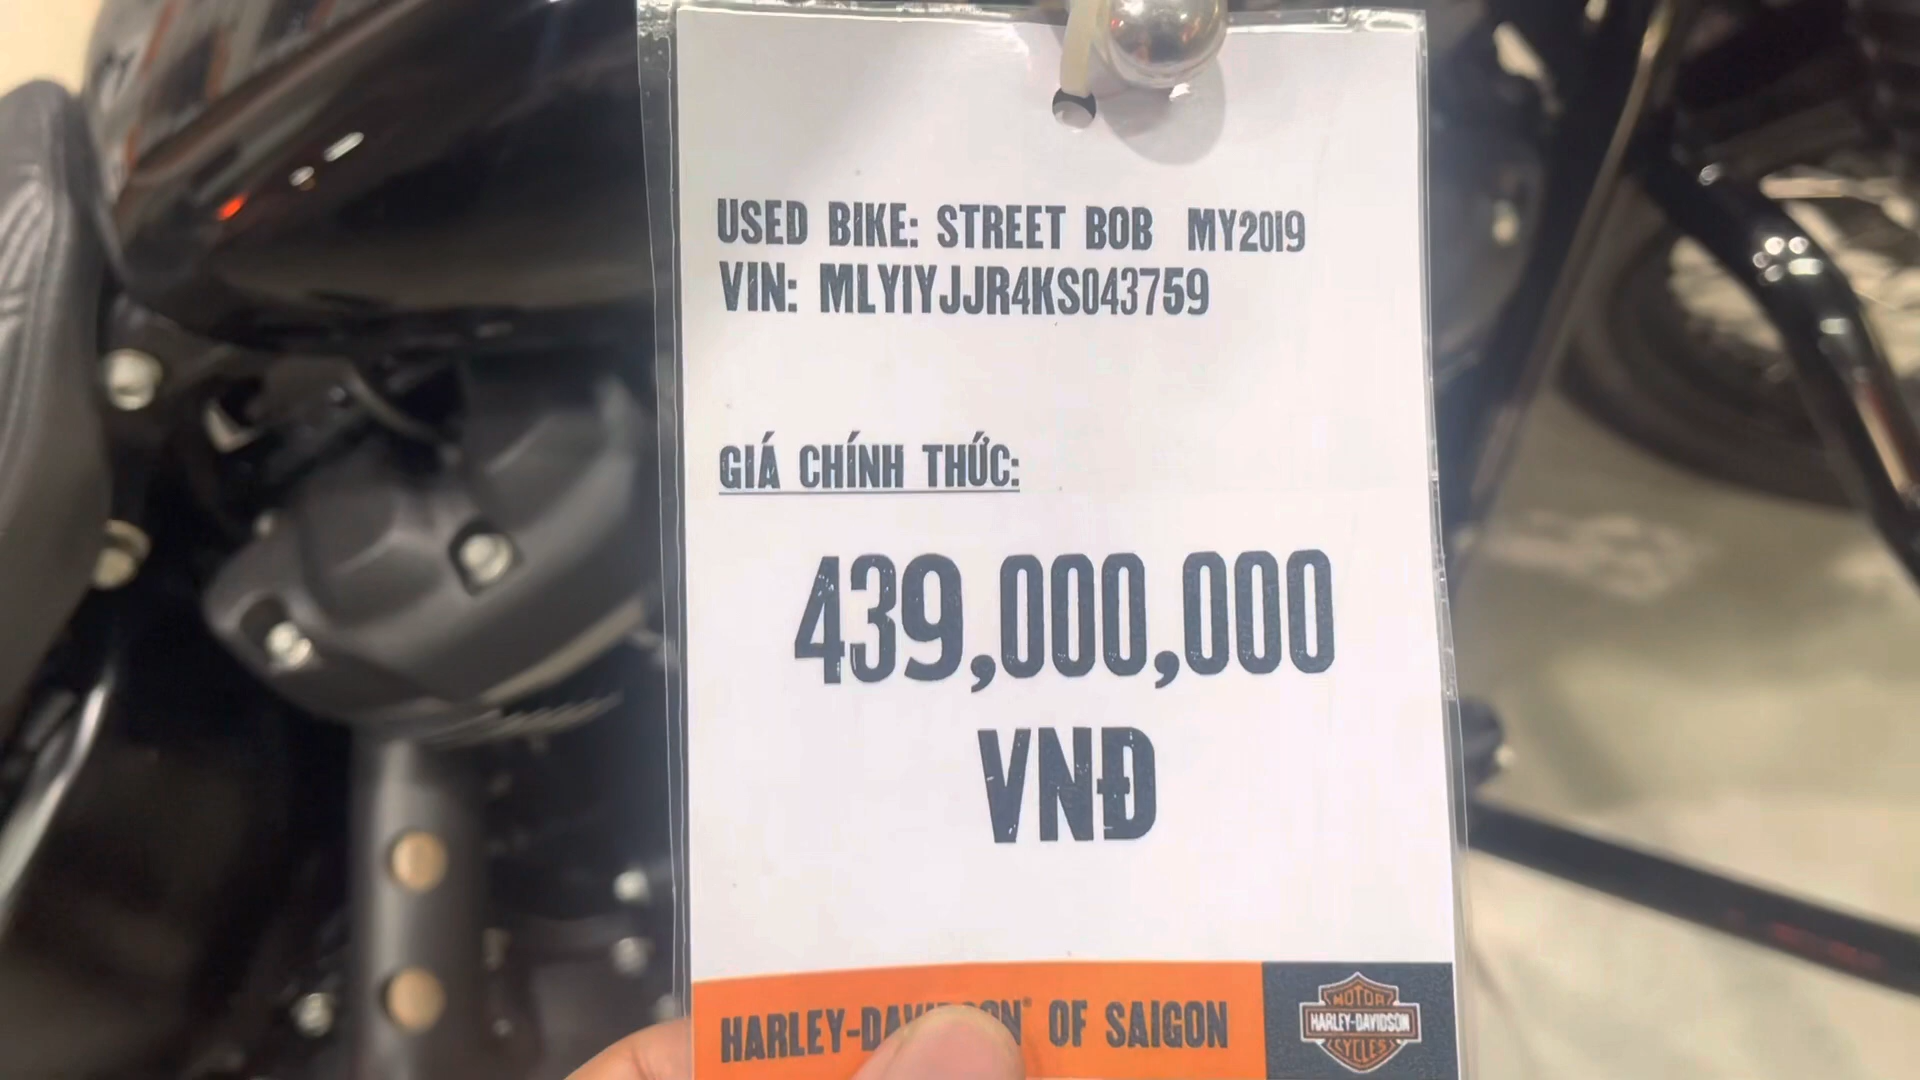 USED BIKE: STREET BOB MY2019
VIN: MLY1YJJR4KS043759
GIÁ CHÍNH THỨC:
439,000,000
VNĐ
OF SAIGON
MOTOR
HARLEY-DAVIDSON
CYCLES